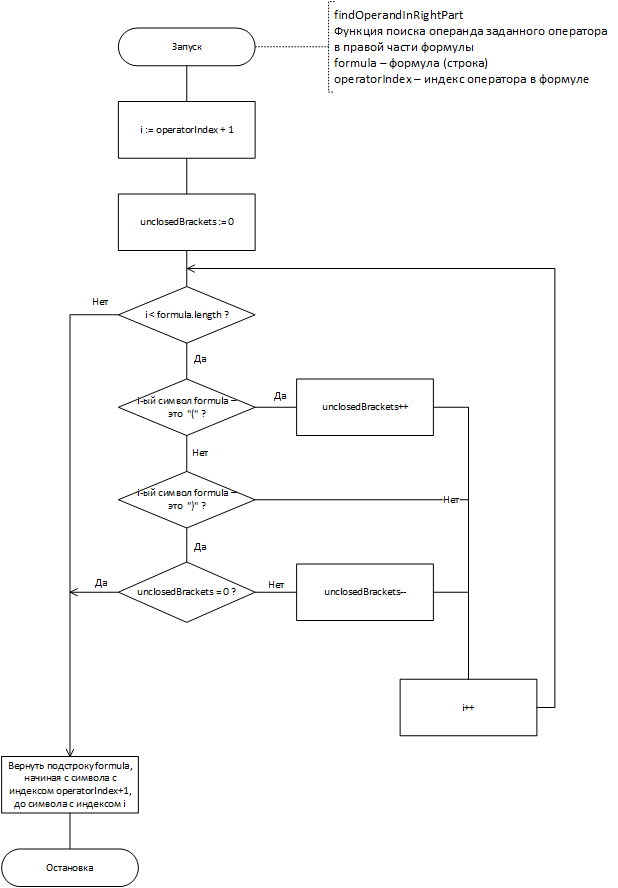 findOperandInRightPart
Функция поиска операнда заданного оператора
в правой части формулы
formula – формула (строка)
operatorIndex – индекс оператора в формуле
Запуск
i := operatorIndex + 1
unclosedBrackets := 0
Нет
i < formula.length ?
Да
i-ый символ formula –
это "(" ?
Да
unclosedBrackets++
Нет
i-ый символ formula –
это ")" ?
Нет
Да
Да
unclosedBrackets = 0 ?
Нет
unclosedBrackets--
i++
Вернуть подстроку formula,
начиная с символа с
индексом operatorIndex+1,
до символа с индексом i
Остановка